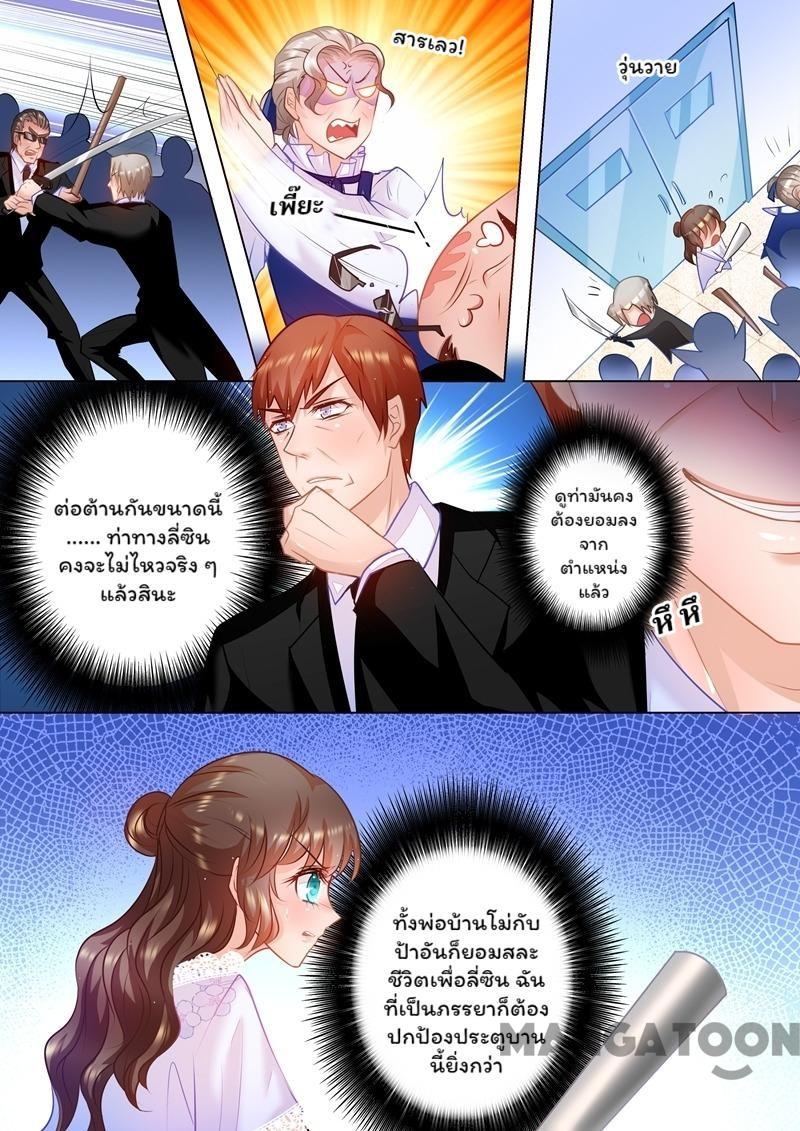 สารเลว!
เพี๊ยะ
วุ่นวาย
ต่อต้านกันขนาดนี้
...... ท่าทางลี่ซิน
คงจะไม่ไหวจริง ๆ
แล้วสินะ
ดูท่ามันคง
ต้องยอมลง
จาก
ตำแหน่ง
แล้ว
หึ หึ
ทั้งพ่อบ้านโม่กับ
ป้าอันก็ยอมสละ
ชีวิตเพื่อลี่ซิน ฉัน
ที่เป็นภรรยาก็ต้อง
ปกป้องประตูบาน
นี้ยิ่งกว่า
MANGATOON